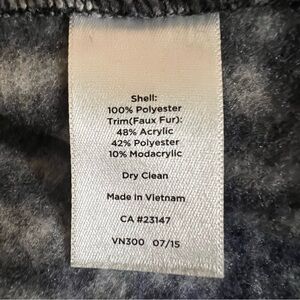 Shell:
100% Polyester
Trim(Faux Fur):
48% Acrylic
42% Polyester
10% Modacrylic
Dry Clean
Made in Vietnam
CA #23147
VN300 07/15